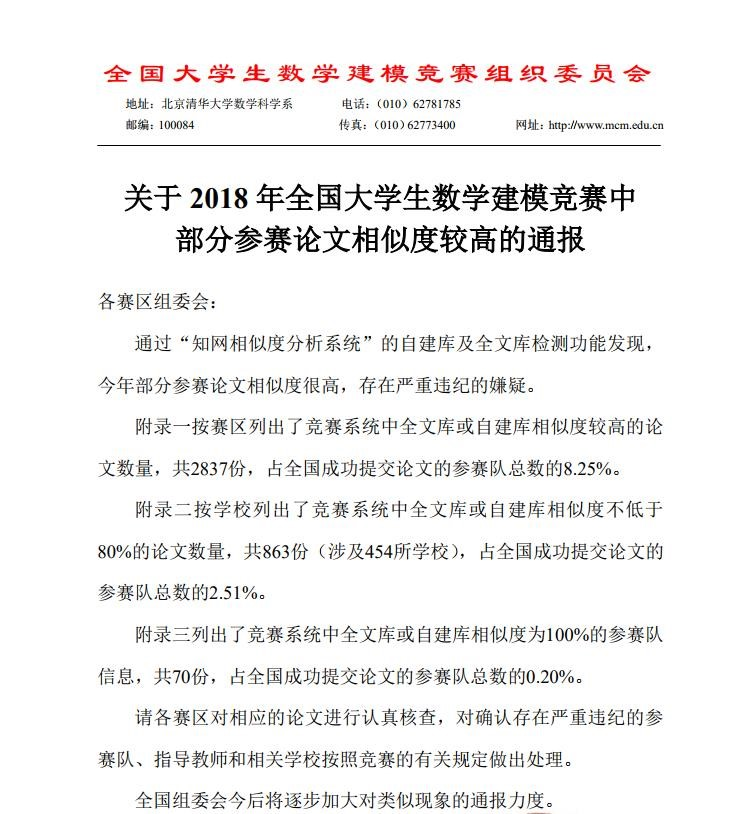 全国大学生数学建模竞赛组织委员会
地址：北京清华大学数学科学系 电话：（010）62781785
邮编：100084 传真：（010）62773400 网址：http://www.mcm.edu.cn
关于 2018 年全国大学生数学建模竞赛中
部分参赛论文相似度较高的通报
各赛区组委会：
通过“知网相似度分析系统”的自建库及全文库检测功能发现，
今年部分参赛论文相似度很高，存在严重违纪的嫌疑。
附录一按赛区列出了竞赛系统中全文库或自建库相似度较高的论
文数量，共2837份，占全国成功提交论文的参赛队总数的8.25%。
附录二按学校列出了竞赛系统中全文库或自建库相似度不低于
80%的论文数量，共863份（涉及454所学校），占全国成功提交论文的
参赛队总数的2.51%。
附录三列出了竞赛系统中全文库或自建库相似度为100%的参赛队
信息，共70份，占全国成功提交论文的参赛队总数的0.20%。
请各赛区对相应的论文进行认真核查，对确认存在严重违纪的参
赛队、指导教师和相关学校按照竞赛的有关规定做出处理。
全国组委会今后将逐步加大对类似现象的通报力度。